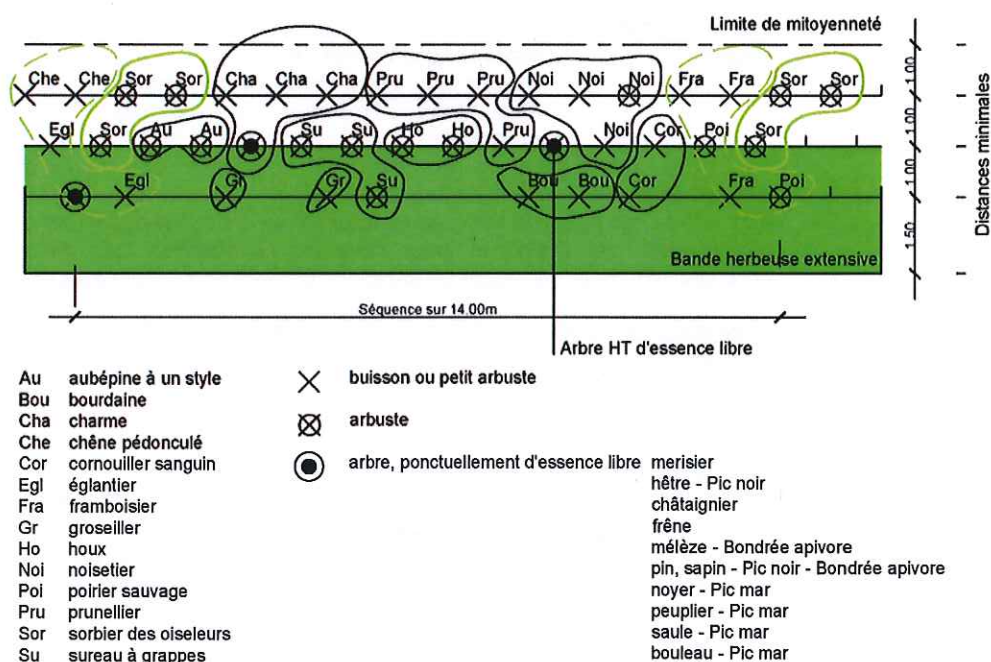 Limite de mitoyenneté
Che Che Sor Sor Cha Cha Cha Pru Pru Pru Noi Noi Noi Fra Fra Sor Sor
1.00
Egl Sor Au Au Su Su Ho Ho Pru Noi Cor Poi Sor
1.00
Egl Gr Gr Su Bou Bou Cor Fra Poi
1.00
Bande herbeuse extensive
1.50
Distances minimales
Séquence sur 14.00m
Arbre HT d'essence libre
Au aubépine à un style
Bou bourdaine
Cha charme
Che chêne pédonculé
Cor cornouiller sanguin
Egl églantier
Fra framboisier
Gr groseiller
Ho houx
Noi noisetier
Poi poirier sauvage
Pru prunellier
Sor sorbier des oiseleurs
Su sureau à grappes
buisson ou petit arbuste
arbuste
arbre, ponctuellement d'essence libre merisier
hêtre - Pic noir
châtaignier
frêne
mélèze - Bondrée apivore
pin, sapin - Pic noir - Bondrée apivore
noyer - Pic mar
peuplier - Pic mar
saule - Pic mar
bouleau - Pic mar